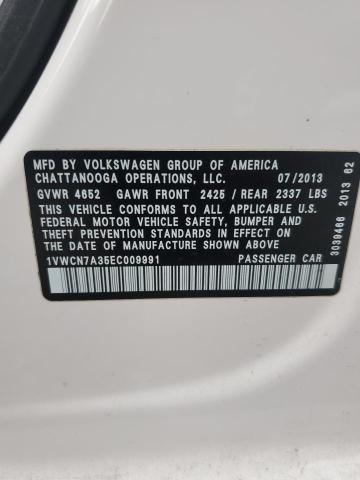 MFD BY VOLKSWAGEN GROUP OF AMERICA
CHATTANOOGA OPERATIONS, LLC. 07/2013
GVWR 4652 GAWR FRONT 2425 / REAR 2337 LBS
THIS VEHICLE CONFORMS TO ALL APPLICABLE U.S.
FEDERAL MOTOR VEHICLE SAFETY, BUMPER AND
THEFT PREVENTION STANDARDS IN EFFECT ON
THE DATE OF MANUFACTURE SHOWN ABOVE.
1VWCN7A35EC009991 PASSENGER CAR
3039466 2013 62